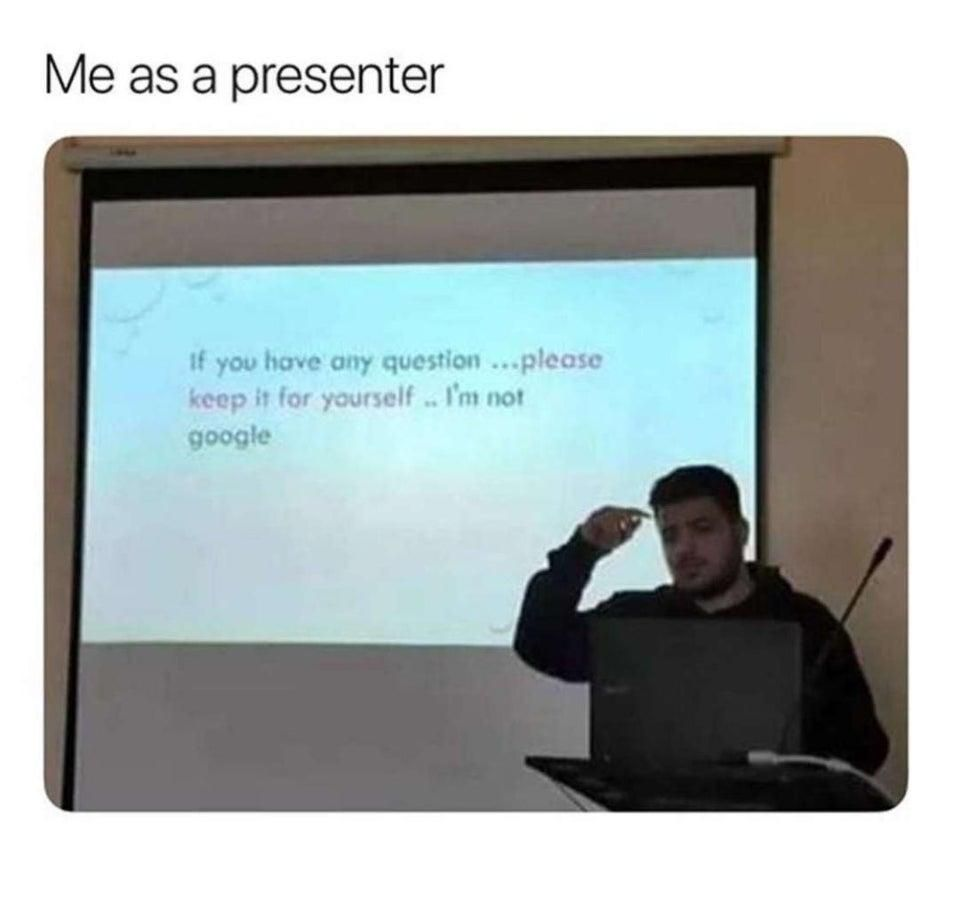 Me as a presenter
If you have any question ...please
keep it for yourself .. I'm not
google